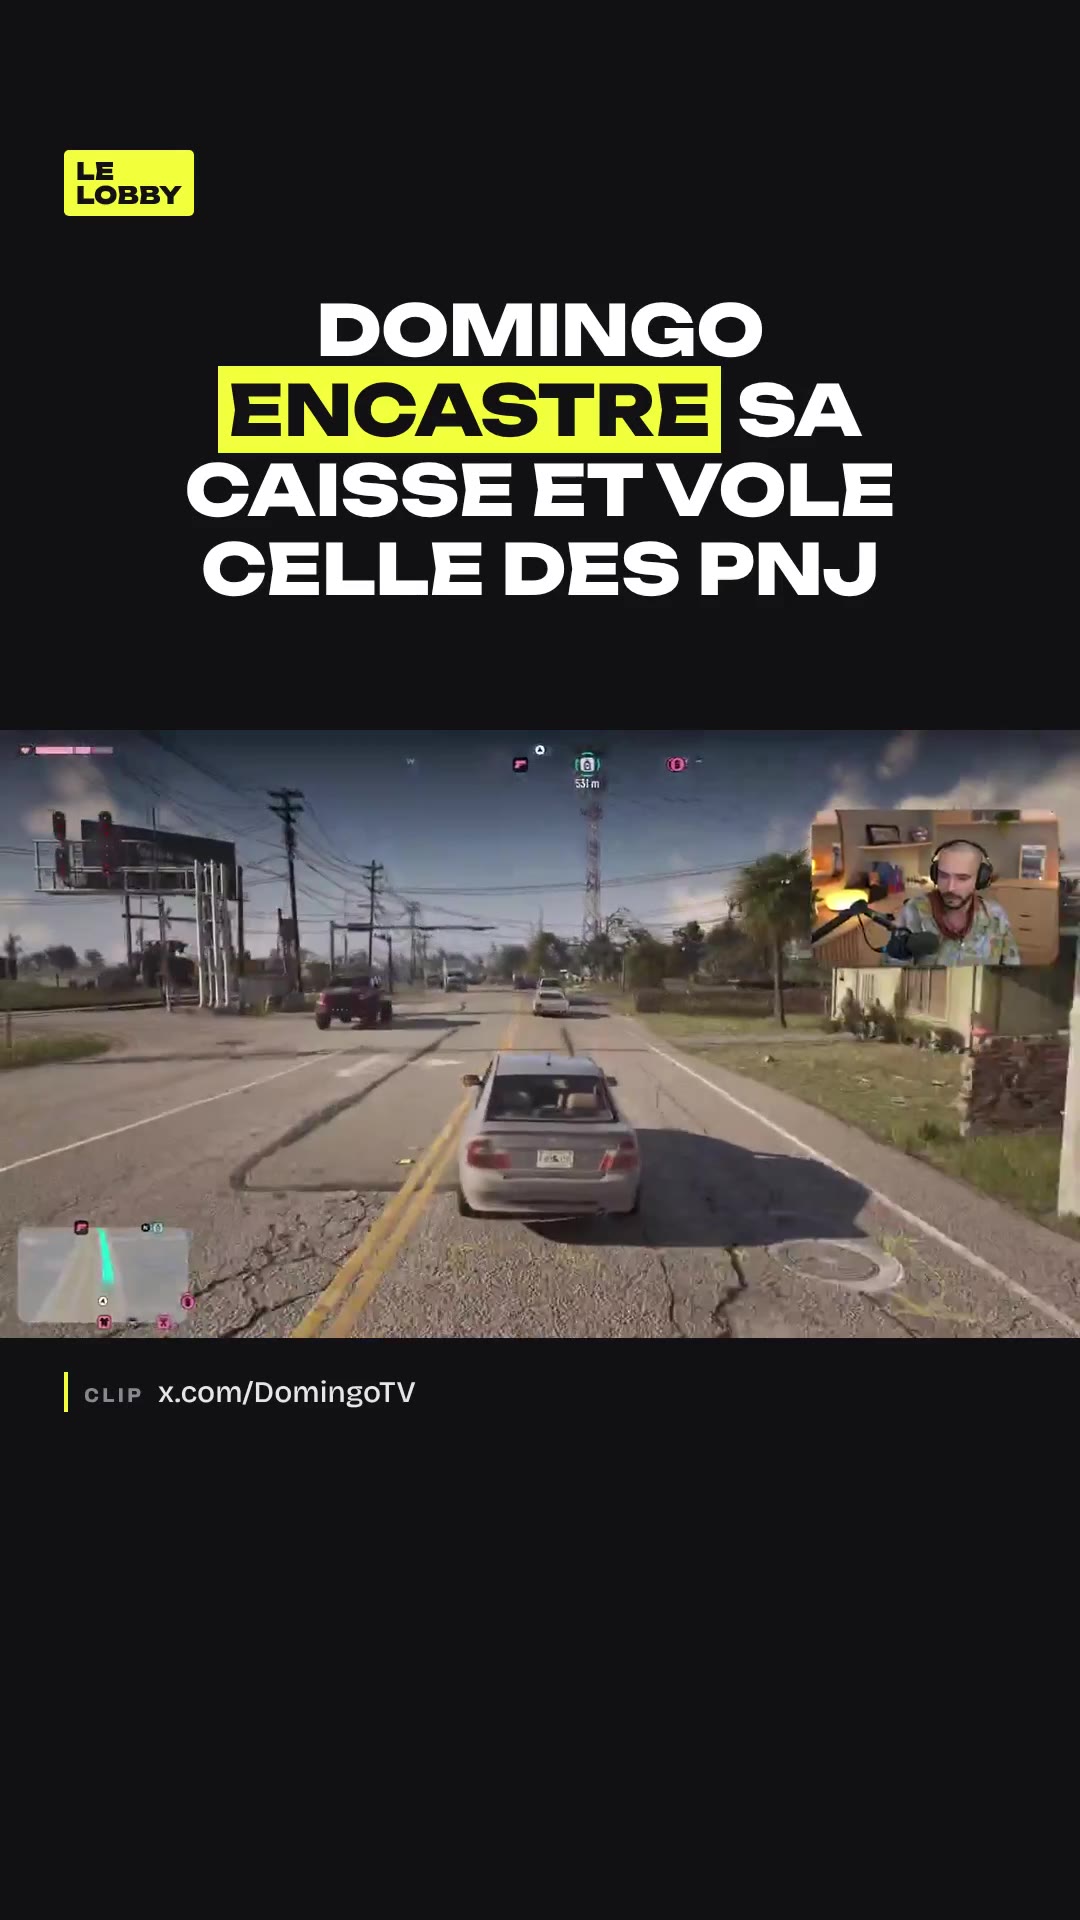 LE
LOBBY
DOMINGO
ENCASTRE SA
CAISSE ET VOLE
CELLE DES PNJ
W
531 m
CLIP x.com/DomingoTV